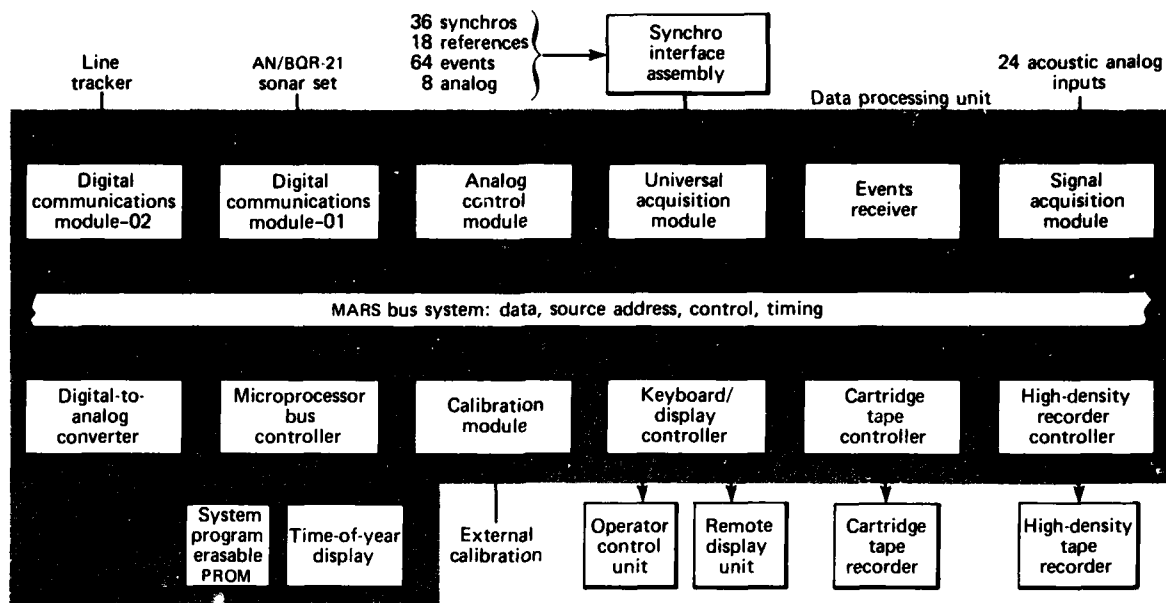 36 synchros
18 references
64 events
8 analog
Synchro
interface
assembly
Line
tracker
AN/BQR-21
sonar set
24 acoustic analog
inputs
Data processing unit
Digital
communications
module-02
Digital
communications
module-01
Analog
control
module
Universal
acquisition
module
Events
receiver
Signal
acquisition
module
MARS bus system: data, source address, control, timing
Digital-to-
analog
converter
Microprocessor
bus
controller
Calibration
module
Keyboard/
display
controller
Cartridge
tape
controller
High-density
recorder
controller
System
program
erasable
PROM
Time-of-year
display
External
calibration
Operator
control
unit
Remote
display
unit
Cartridge
tape
recorder
High-density
tape
recorder